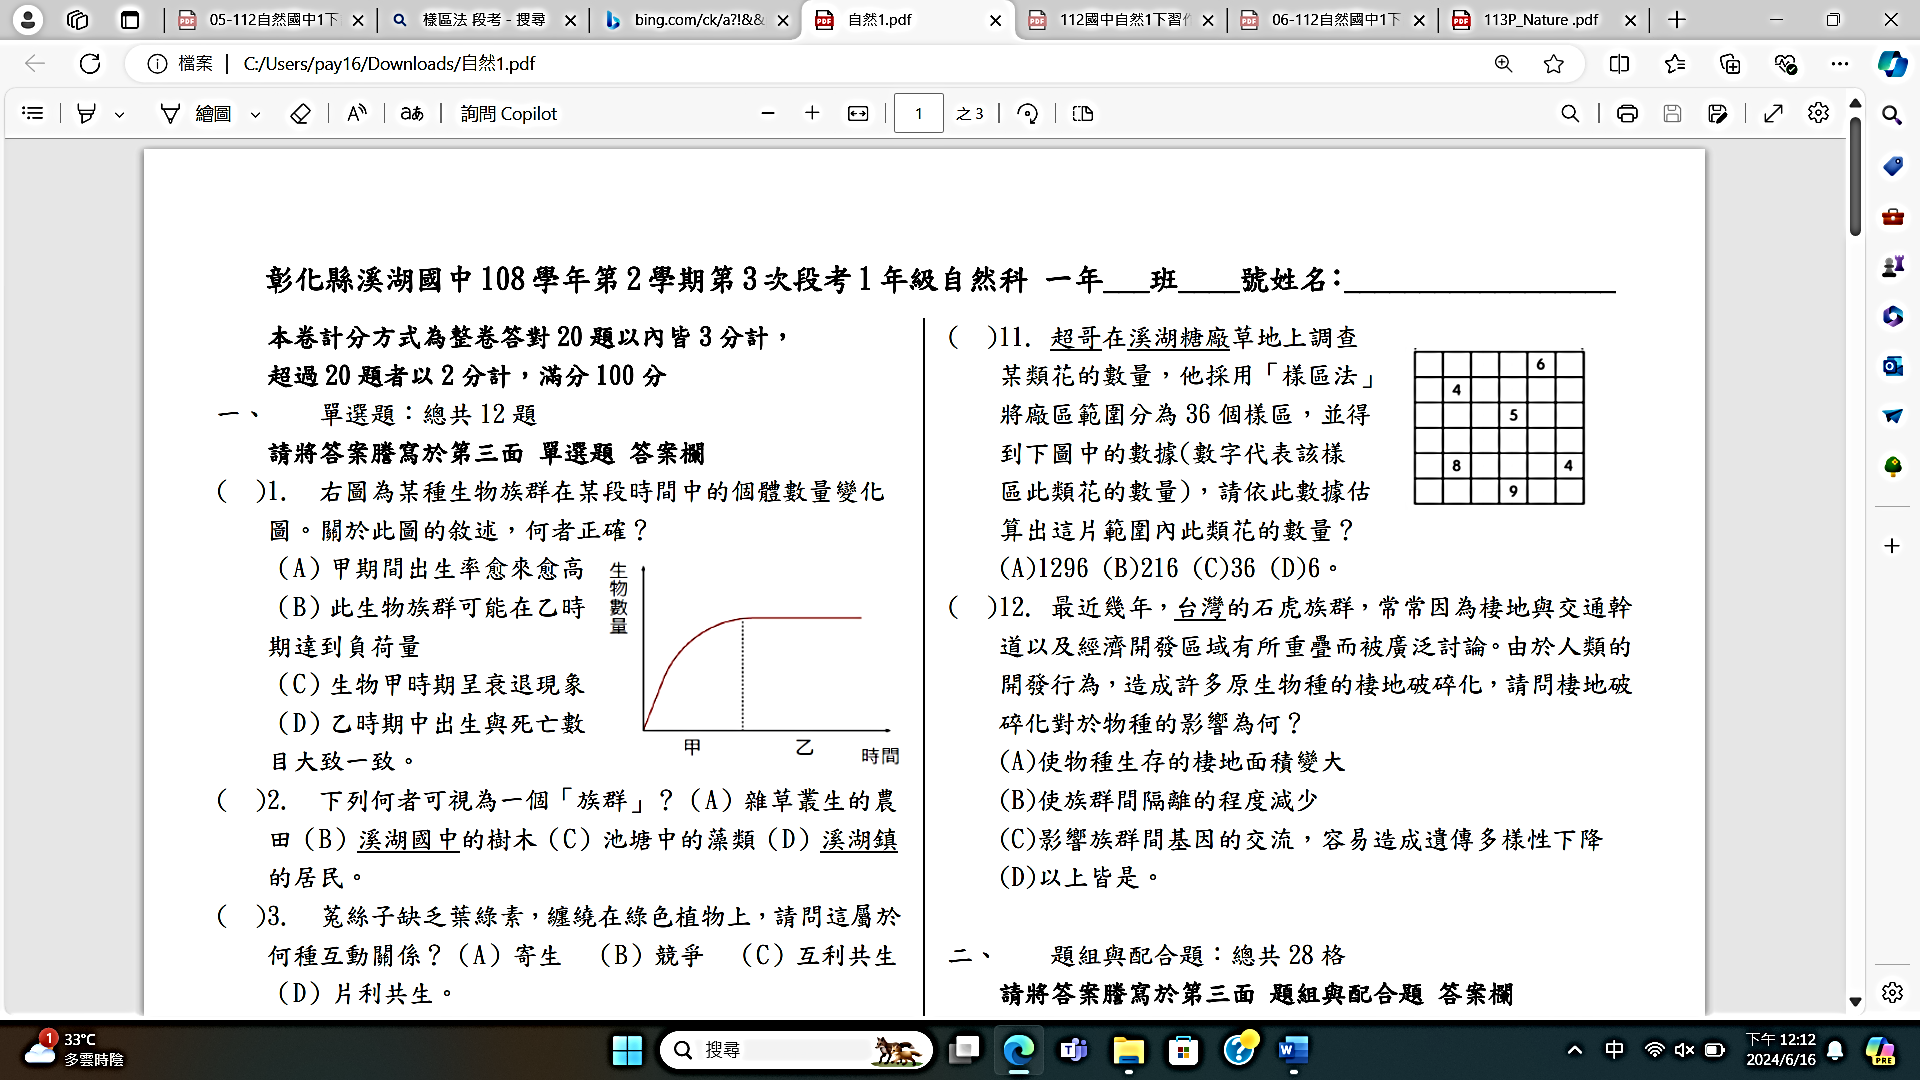 05-112自然國中1下
樣區法 段考 - 搜尋
bing.com/ck/a?!&&
自然1.pdf
112國中自然1下習作
06-112自然國中1下
113P_Nature .pdf
檔案
C:/Users/pay16/Downloads/自然1.pdf
繪圖
aあ
詢問 Copilot
1
之 3
彰化縣溪湖國中 108 學年第 2 學期第 3 次段考 1 年級自然科 一年___班____號姓名:__________________
本卷計分方式為整卷答對 20 題以內皆 3 分計，
超過 20 題者以 2 分計，滿分 100 分
一、 單選題：總共 12 題
請將答案謄寫於第三面 單選題 答案欄
( )1. 右圖為某種生物族群在某段時間中的個體數量變化
圖。關於此圖的敘述，何者正確？
（A）甲期間出生率愈來愈高
（B）此生物族群可能在乙時
期達到負荷量
（C）生物甲時期呈衰退現象
（D）乙時期中出生與死亡數
目大致一致。
生物數量
甲
乙
時間
( )2. 下列何者可視為一個「族群」？（A）雜草叢生的農
田（B）溪湖國中的樹木（C）池塘中的藻類（D）溪湖鎮
的居民。
( )3. 菟絲子缺乏葉綠素，纏繞在綠色植物上，請問這屬於
何種互動關係？（A）寄生 （B）競爭 （C）互利共生
（D）片利共生。
( )11. 超哥在溪湖糖廠草地上調查
某類花的數量，他採用「樣區法」
將廠區範圍分為 36 個樣區，並得
到下圖中的數據(數字代表該樣
區此類花的數量)，請依此數據估
算出這片範圍內此類花的數量？
(A)1296 (B)216 (C)36 (D)6。
6
4
5
8 4
9
( )12. 最近幾年，台灣的石虎族群，常常因為棲地與交通幹
道以及經濟開發區域有所重疊而被廣泛討論。由於人類的
開發行為，造成許多原生物種的棲地破碎化，請問棲地破
碎化對於物種的影響為何？
(A)使物種生存的棲地面積變大
(B)使族群間隔離的程度減少
(C)影響族群間基因的交流，容易造成遺傳多樣性下降
(D)以上皆是。
二、 題組與配合題：總共 28 格
請將答案謄寫於第三面 題組與配合題 答案欄
1
33°C
多雲時陰
搜尋
中
下午 12:12
2024/6/16
PRE